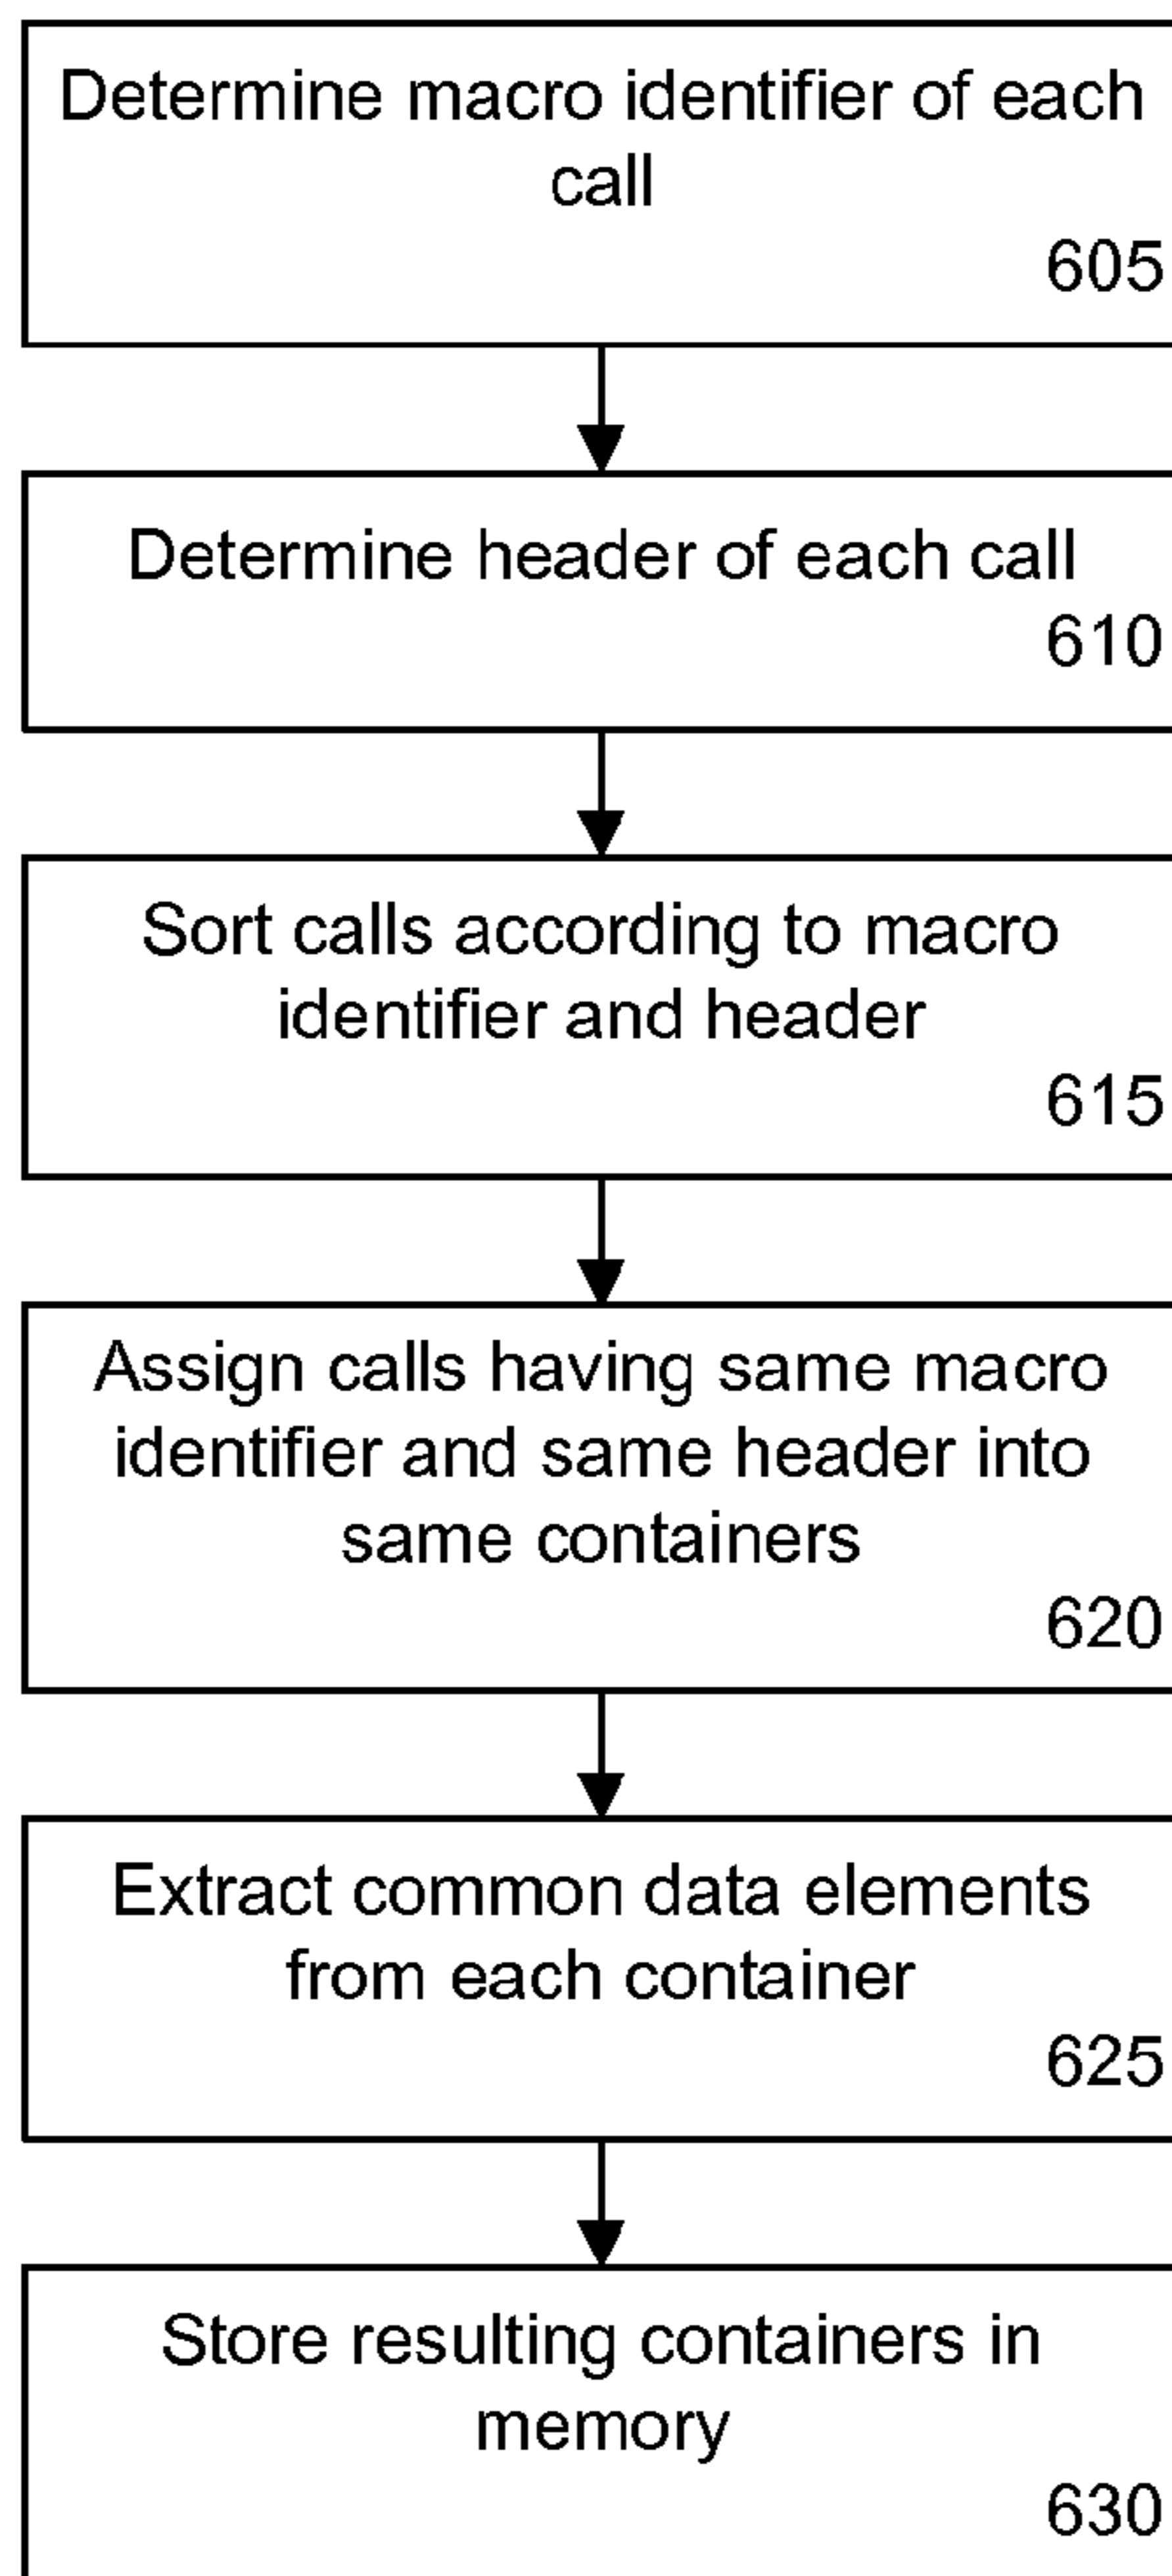 Determine macro identifier of each
call
605
Determine header of each call
610
Sort calls according to macro
identifier and header
615
Assign calls having same macro
identifier and same header into
same containers
620
Extract common data elements
from each container
625
Store resulting containers in
memory
630